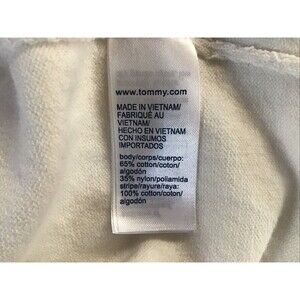 www.tommy.com
MADE IN VIETNAM/
FABRIQUÉ AU
VIETNAM/
HECHO EN VIETNAM
CON INSUMOS
IMPORTADOS
body/corps/cuerpo:
65% cotton/coton/
algodón
35% nylon/poliamida
stripe/rayure/raya:
100% cotton/coton/
algodón